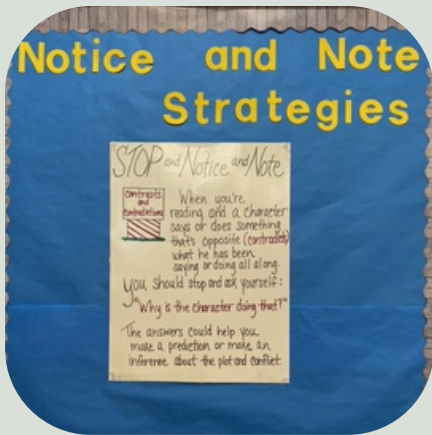 Notice and Note
Strategies
STOP and Notice and Note
Contrasts
and
Contradictions
When you're
reading and a character
says or does something
that's opposite (contradicts)
what he has been
saying or doing all along.
You should stop and ask yourself:
"Why is the character doing that?"
The answers could help you
make a prediction or make an
inference about the plot and conflict.